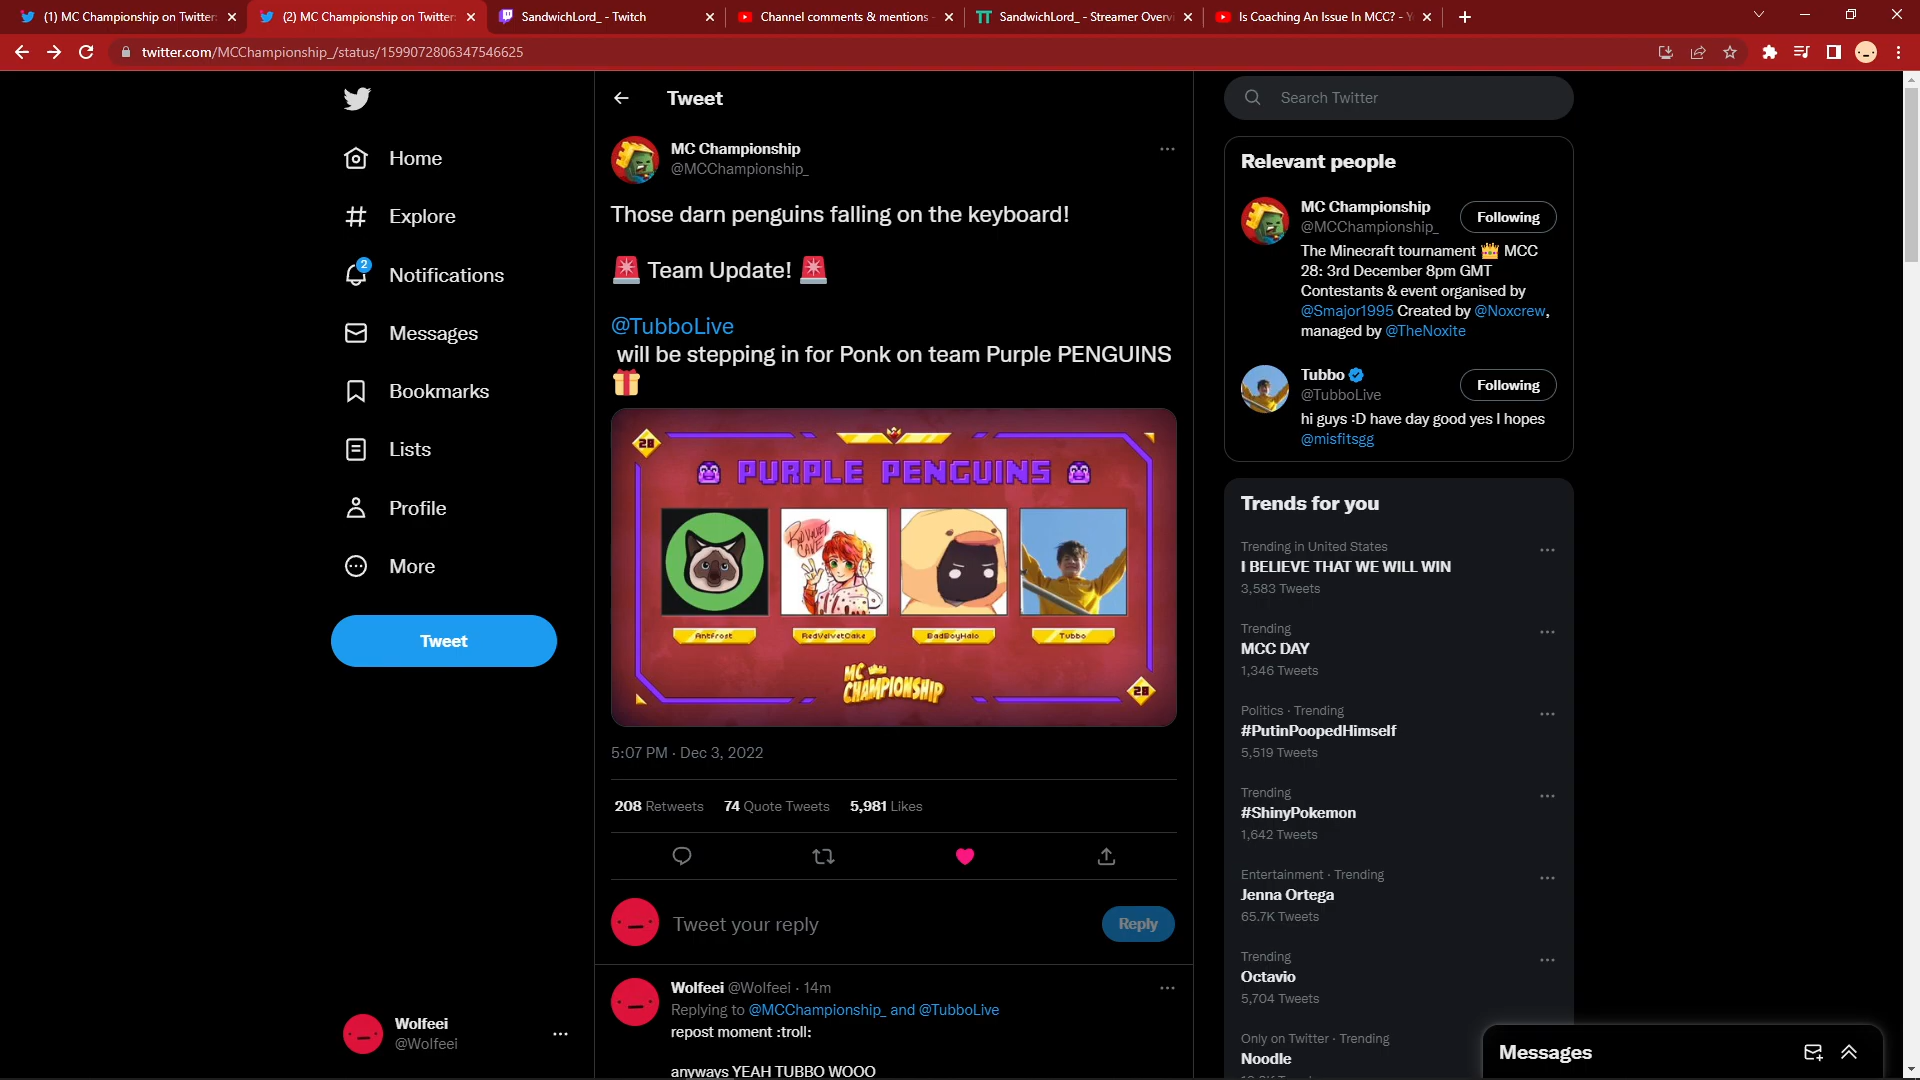 (1) MC Championship on Twitter:
(2) MC Championship on Twitter:
SandwichLord_ - Twitch
Channel comments & mentions -
SandwichLord_ - Streamer Overvi
Is Coaching An Issue In MCC? - Y
twitter.com/MCChampionship_/status/1599072806347546625
Home
Explore
2
Notifications
Messages
Bookmarks
Lists
Profile
More
Tweet
Wolfeei
@Wolfeei
Tweet
MC Championship
@MCChampionship_
Those darn penguins falling on the keyboard!
Team Update!
@TubboLive
will be stepping in for Ponk on team Purple PENGUINS
28
PURPLE PENGUINS
RedVelvet Cake
Antfrost
RedVelvetCake
BadBoyHalo
Tubbo
MC
CHAMPIONSHIP
28
5:07 PM · Dec 3, 2022
208 Retweets 74 Quote Tweets 5,981 Likes
Tweet your reply
Reply
Wolfeei @Wolfeei · 14m
Replying to @MCChampionship_ and @TubboLive
repost moment :troll:
anyways YEAH TUBBO WOOO
Search Twitter
Relevant people
MC Championship
@MCChampionship_
Following
The Minecraft tournament 👑 MCC
28: 3rd December 8pm GMT
Contestants & event organised by
@Smajor1995 Created by @Noxcrew,
managed by @TheNoxite
Tubbo
@TubboLive
Following
hi guys :D have day good yes I hopes
@misfitsgg
Trends for you
Trending in United States
I BELIEVE THAT WE WILL WIN
3,583 Tweets
Trending
MCC DAY
1,346 Tweets
Politics · Trending
#PutinPoopedHimself
5,519 Tweets
Trending
#ShinyPokemon
1,642 Tweets
Entertainment · Trending
Jenna Ortega
65.7K Tweets
Trending
Octavio
5,704 Tweets
Only on Twitter · Trending
Noodle
Messages